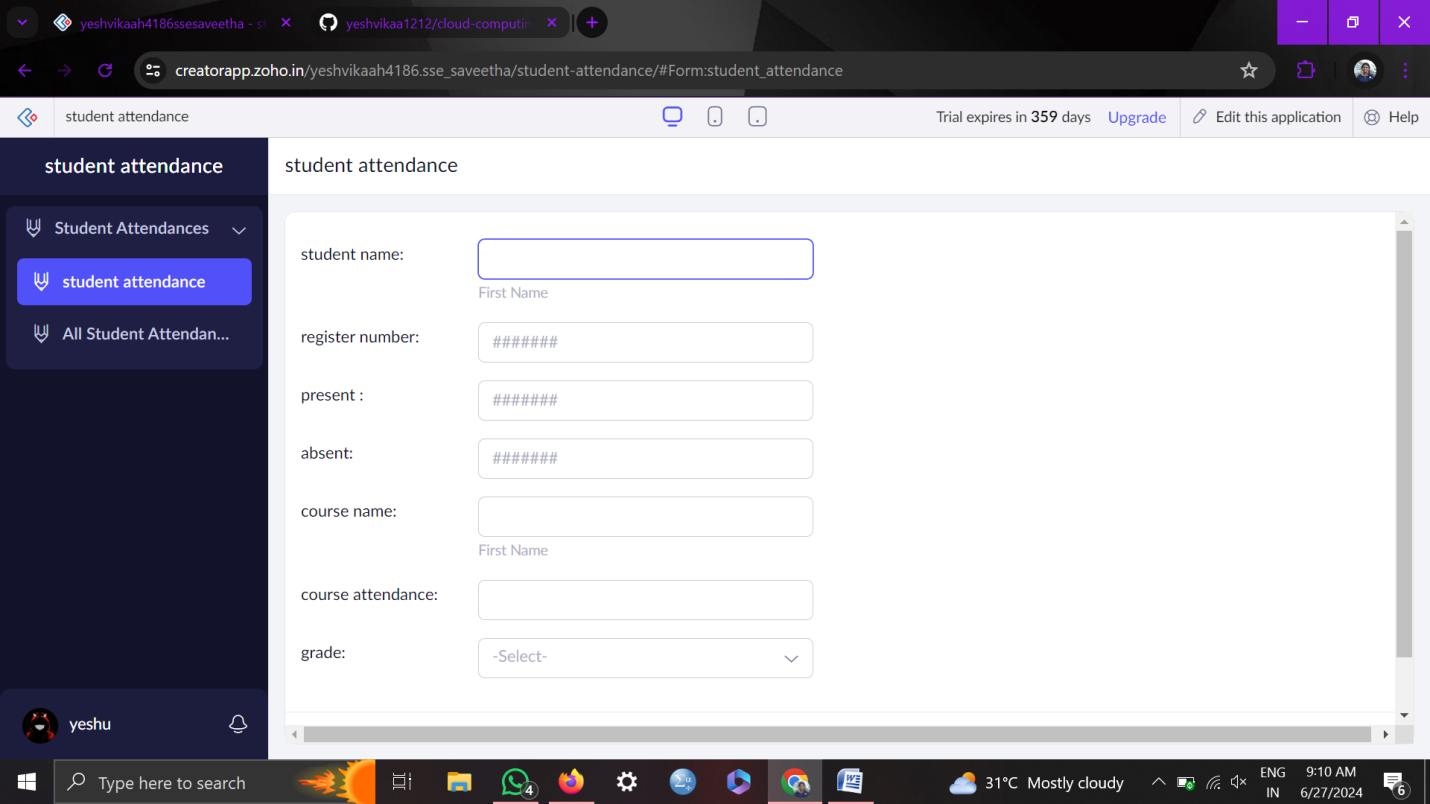 yeshvikaah4186ssesaveetha - st
yeshvikaa1212/cloud-computin
creatorapp.zoho.in/yeshvikaah4186.sse_saveetha/student-attendance/#Form:student_attendance
student attendance
Trial expires in 359 days Upgrade Edit this application Help
student attendance
student attendance
Student Attendances
student attendance
All Student Attendan...
student name:
First Name
register number: #######
present : #######
absent: #######
course name:
First Name
course attendance:
grade: -Select-
yeshu
Type here to search
4
31°C Mostly cloudy
ENG
IN
9:10 AM
6/27/2024
6